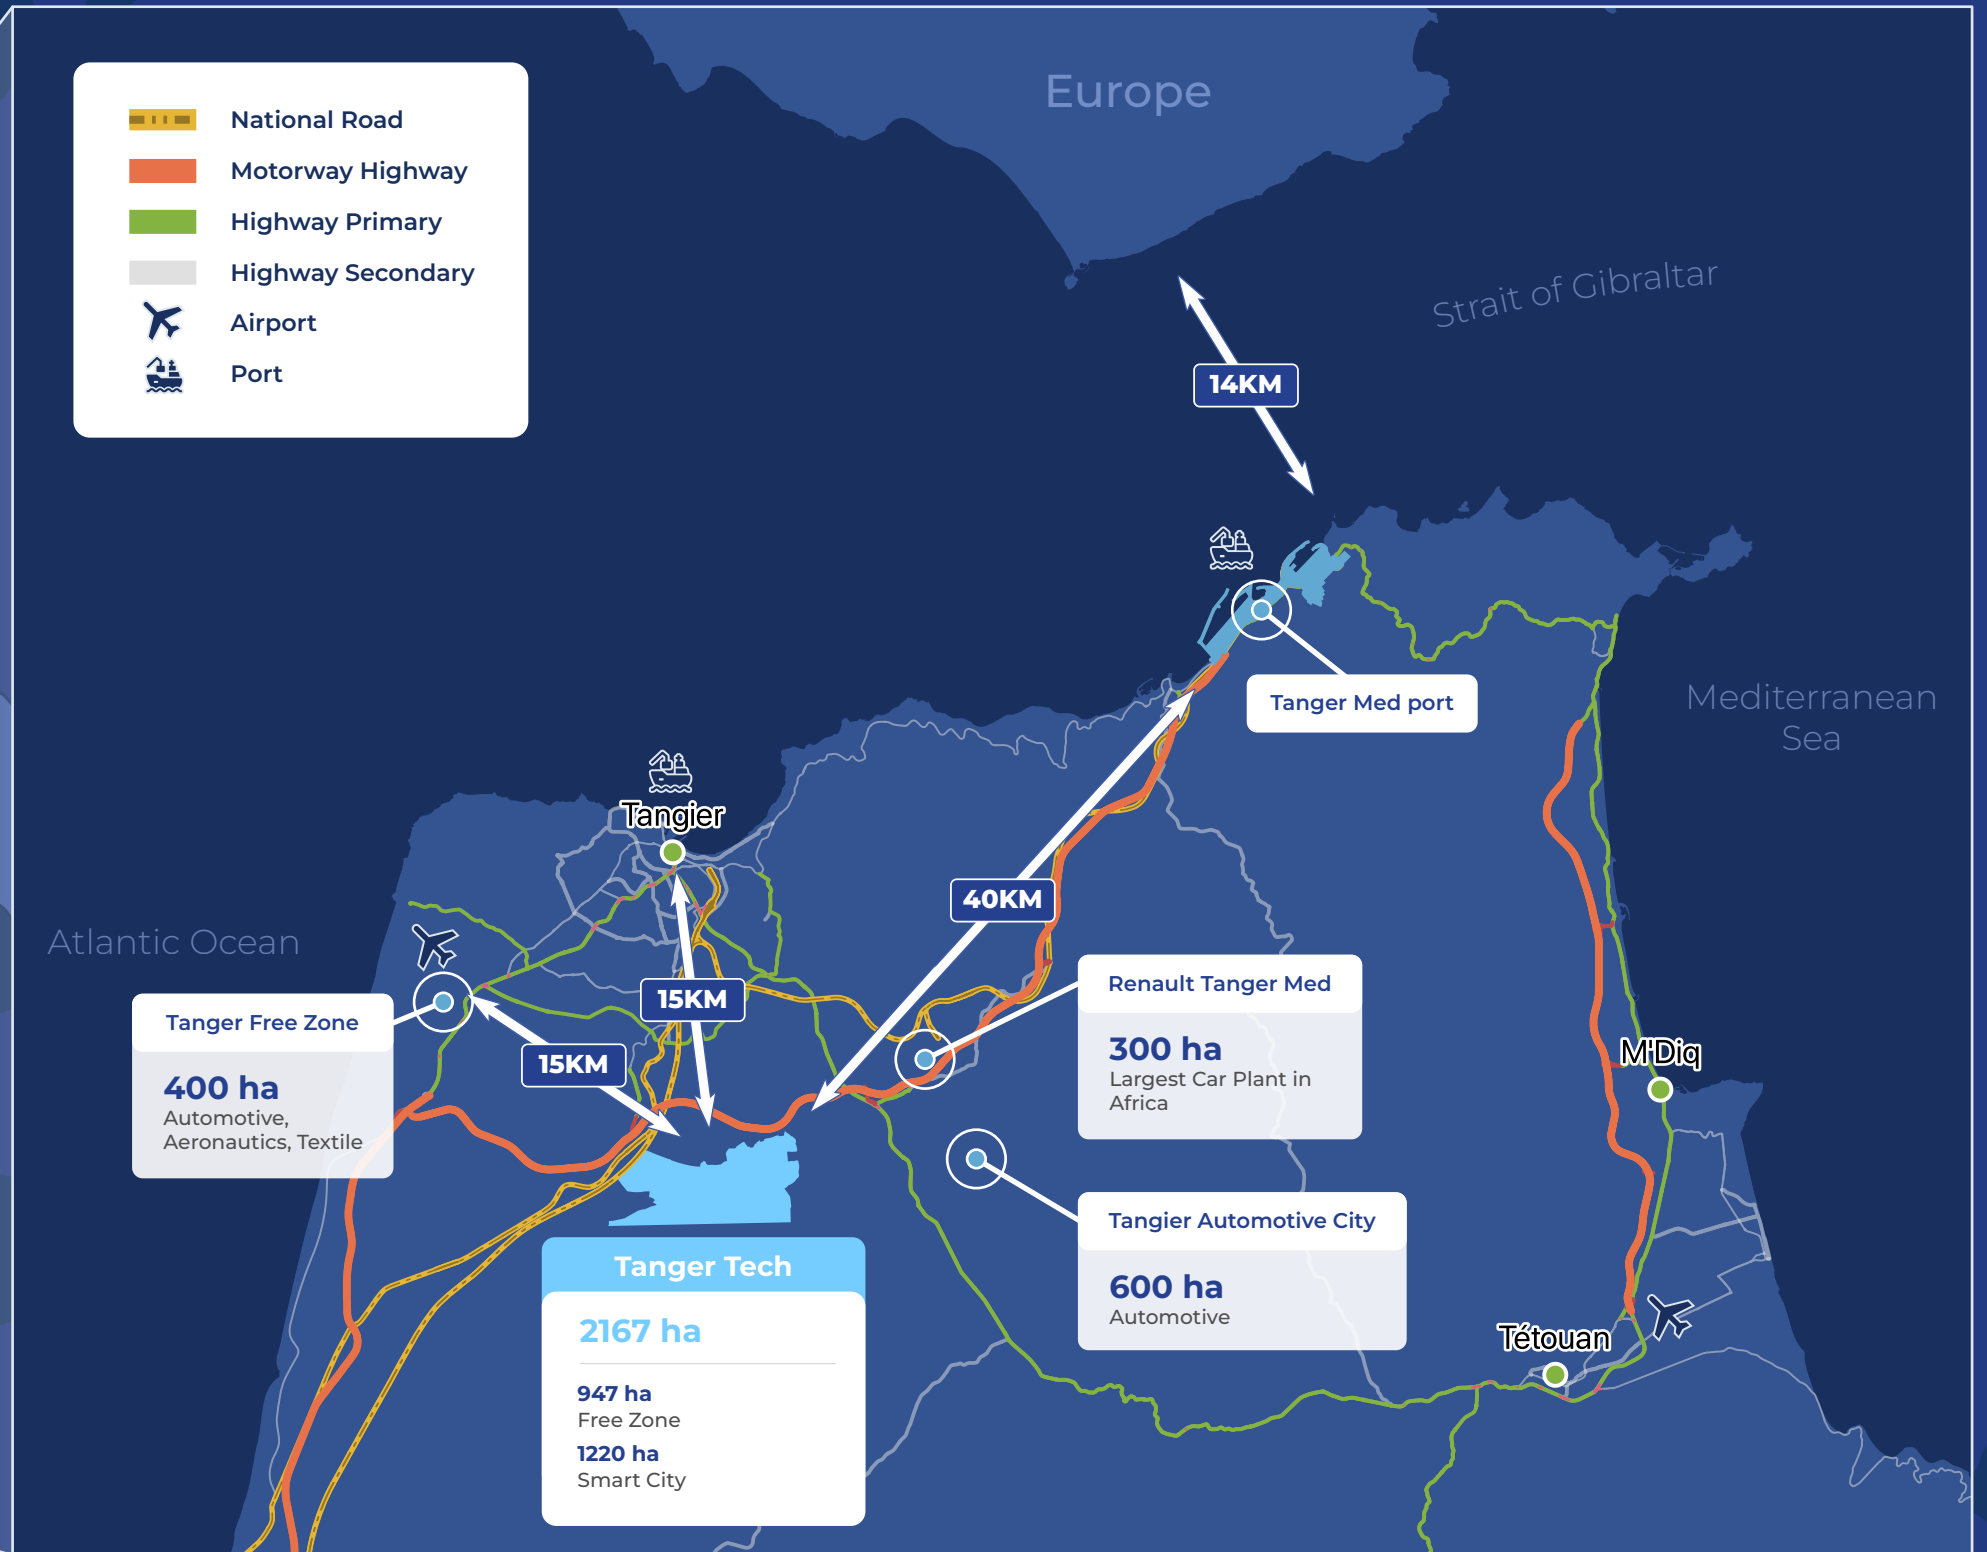 National Road
Motorway Highway
Highway Primary
Highway Secondary
Airport
Port
Europe
Strait of Gibraltar
14KM
Tanger Med port
Mediterranean
Sea
Tangier
40KM
Atlantic Ocean
15KM
15KM
Tanger Free Zone
400 ha
Automotive,
Aeronautics, Textile
Renault Tanger Med
300 ha
Largest Car Plant in
Africa
M'Diq
Tangier Automotive City
600 ha
Automotive
Tétouan
Tanger Tech
2167 ha
947 ha
Free Zone
1220 ha
Smart City